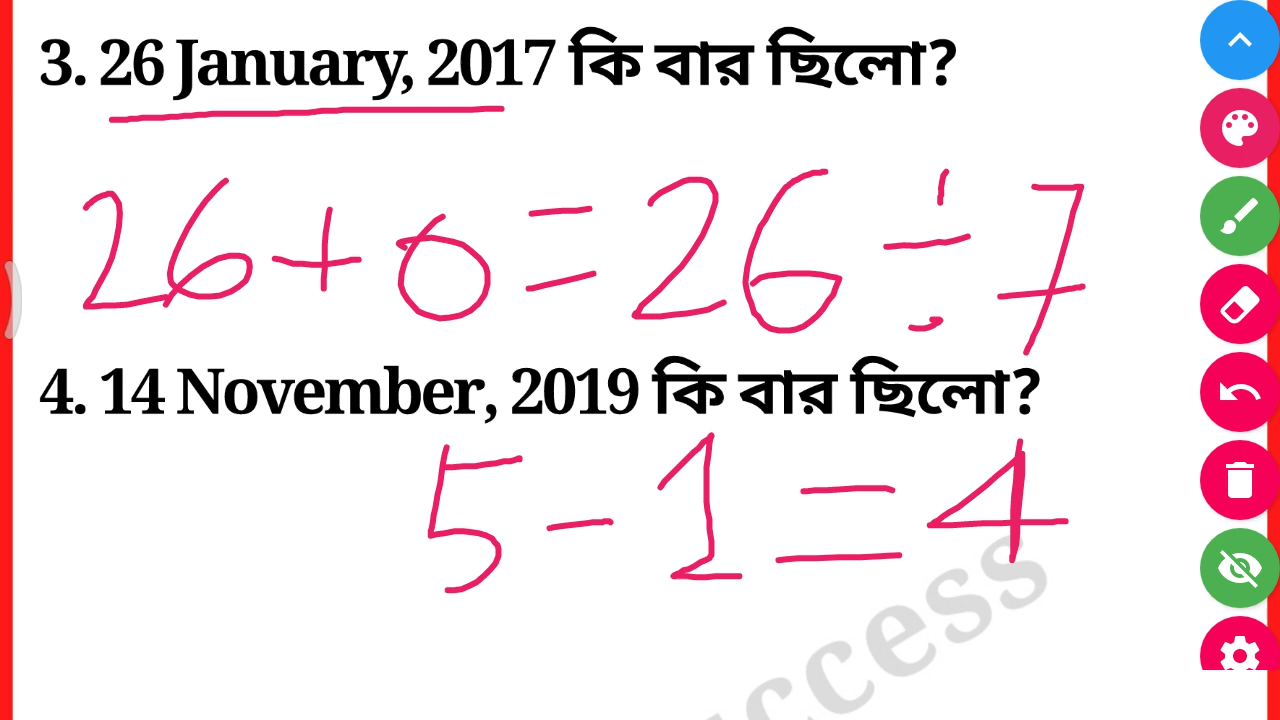 3. 26 January, 2017 কি বার ছিলো?
26 + 0 = 26 ÷ 7
4. 14 November, 2019 কি বার ছিলো?
5 - 1 = 4